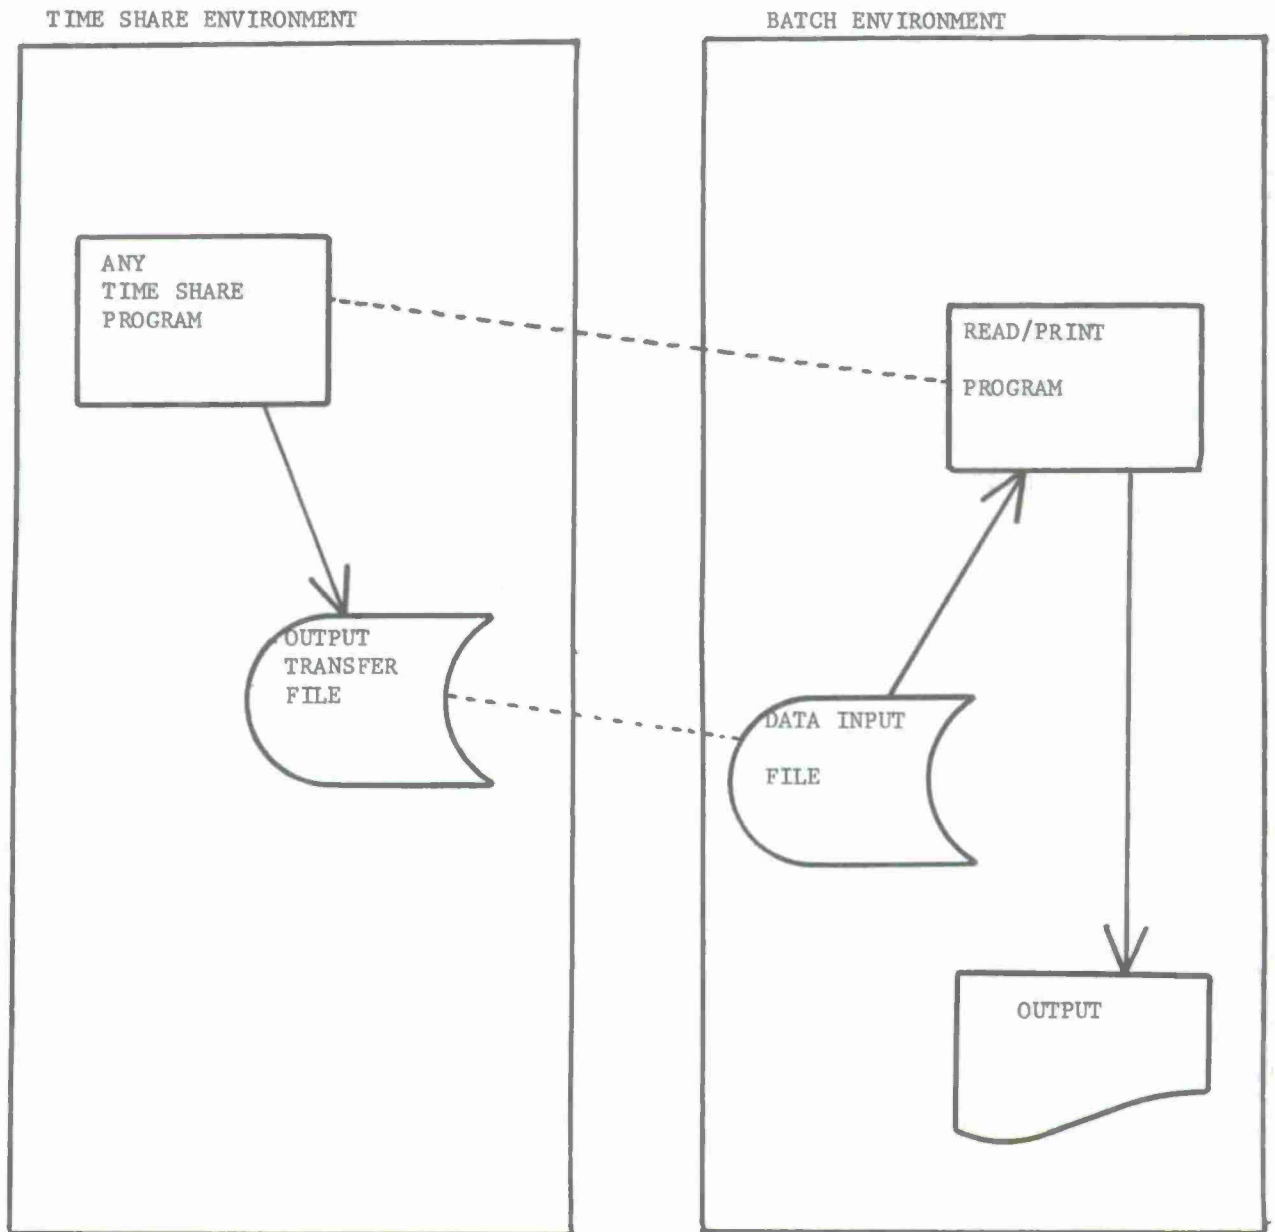 TIME SHARE ENVIRONMENT
BATCH ENVIRONMENT
ANY
TIME SHARE
PROGRAM
READ/PRINT
PROGRAM
OUTPUT
TRANSFER
FILE
DATA INPUT
FILE
OUTPUT